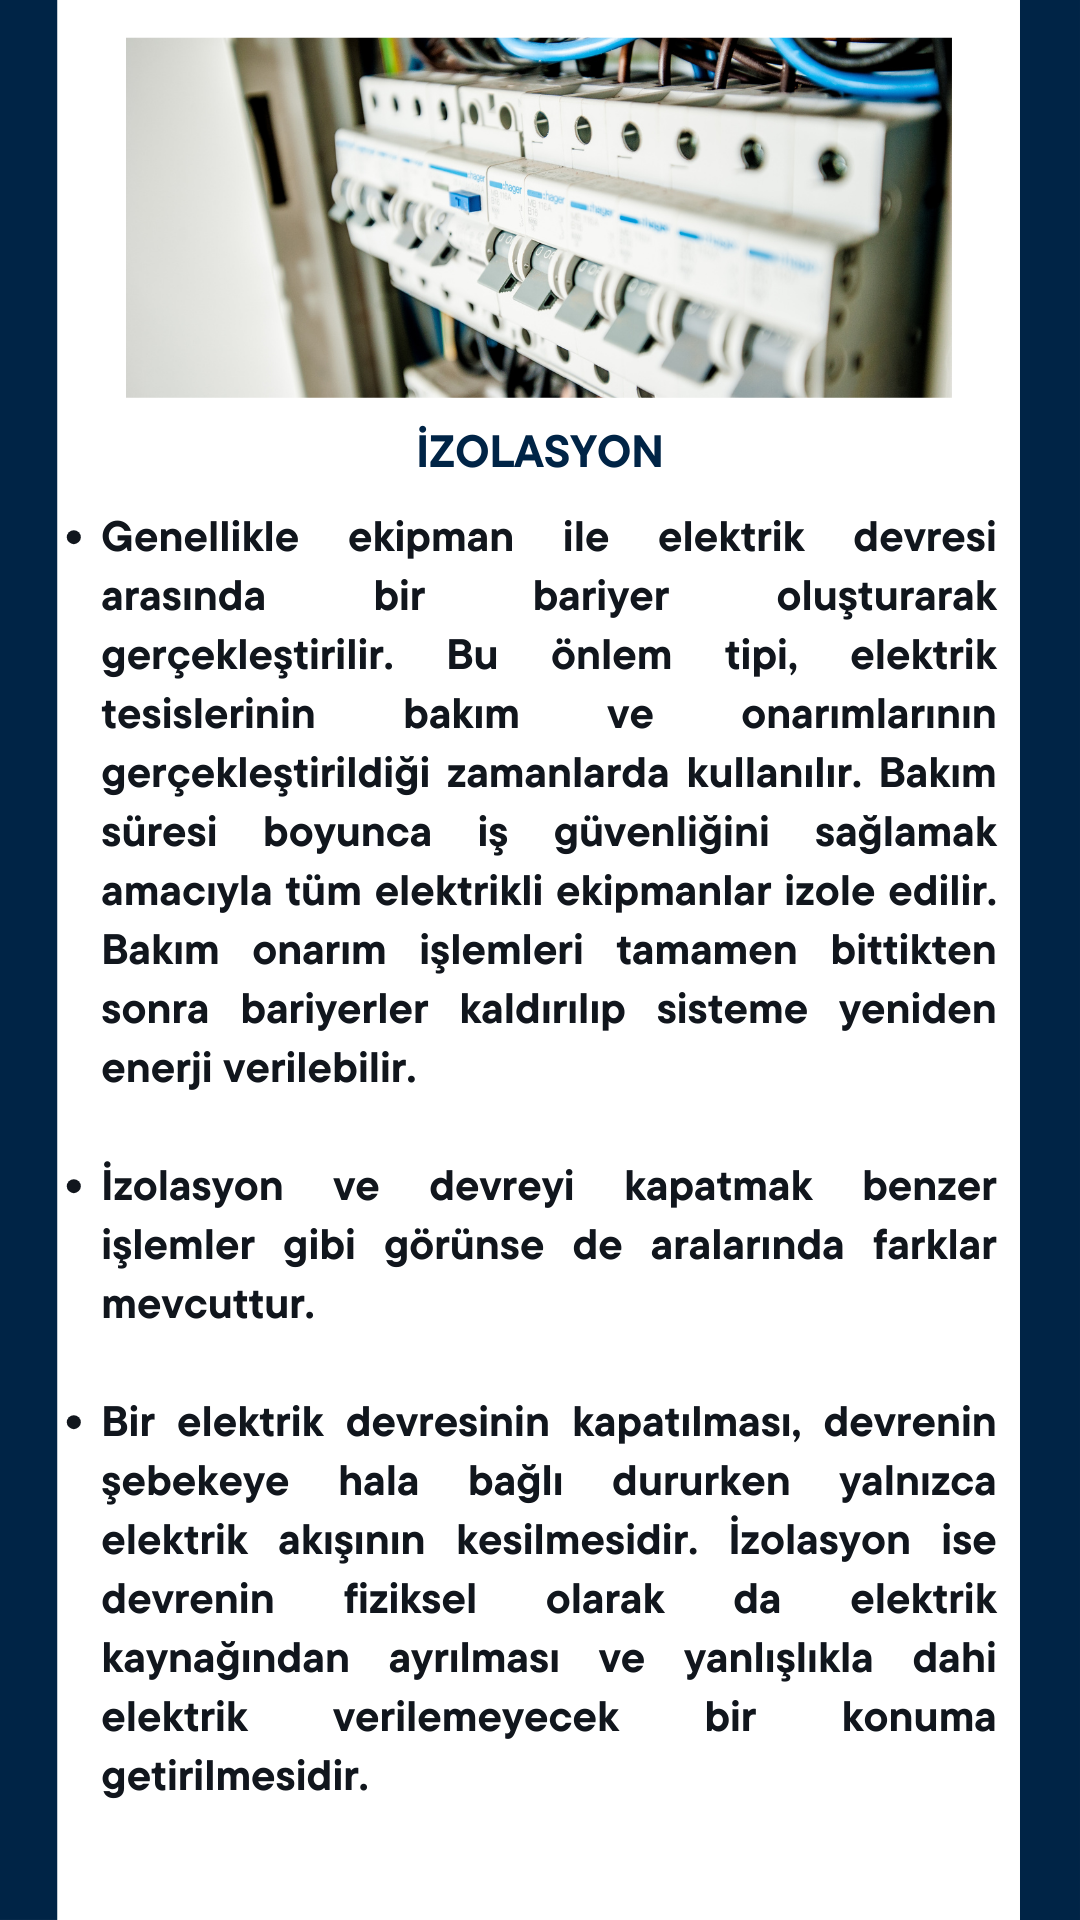 hager
hager
hager
hager
İZOLASYON
• Genellikle ekipman ile elektrik devresi
arasında bir bariyer oluşturarak
gerçekleştirilir. Bu önlem tipi, elektrik
tesislerinin bakım ve onarımlarının
gerçekleştirildiği zamanlarda kullanılır. Bakım
süresi boyunca iş güvenliğini sağlamak
amacıyla tüm elektrikli ekipmanlar izole edilir.
Bakım onarım işlemleri tamamen bittikten
sonra bariyerler kaldırılıp sisteme yeniden
enerji verilebilir.
• İzolasyon ve devreyi kapatmak benzer
işlemler gibi görünse de aralarında farklar
mevcuttur.
• Bir elektrik devresinin kapatılması, devrenin
şebekeye hala bağlı dururken yalnızca
elektrik akışının kesilmesidir. İzolasyon ise
devrenin fiziksel olarak da elektrik
kaynağından ayrılması ve yanlışlıkla dahi
elektrik verilemeyecek bir konuma
getirilmesidir.